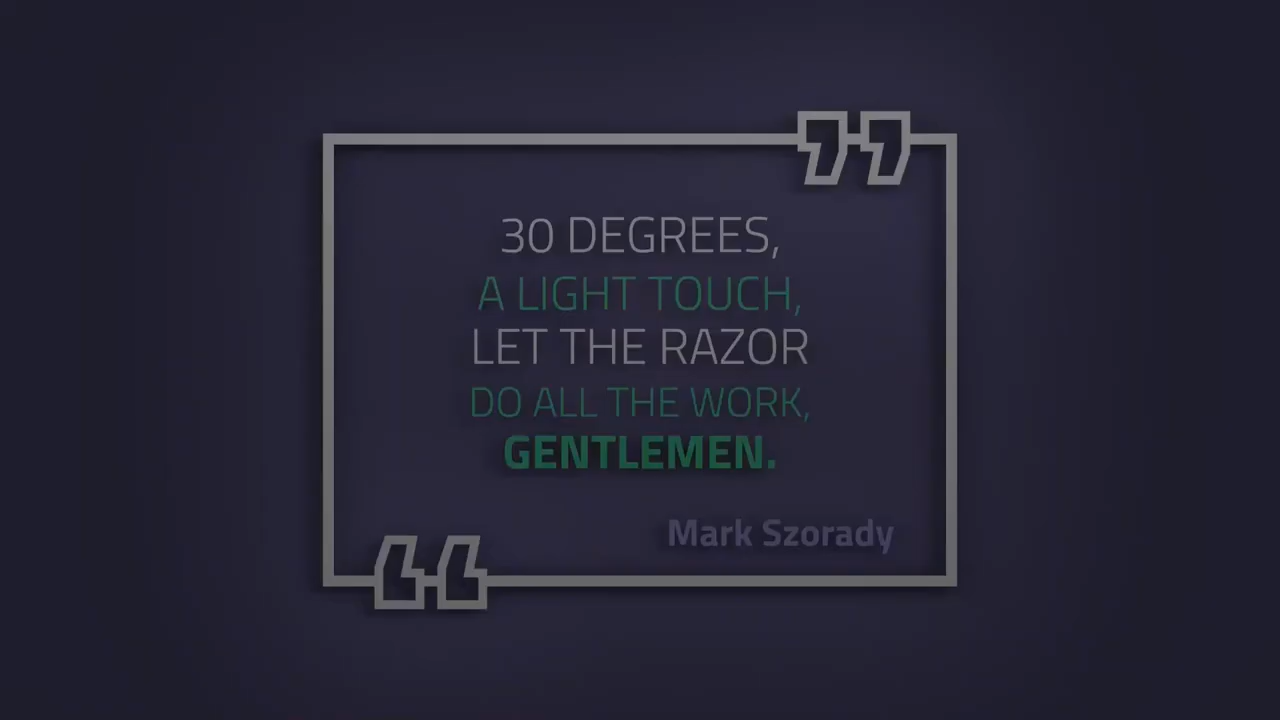 30 DEGREES,
A LIGHT TOUCH,
LET THE RAZOR
DO ALL THE WORK,
GENTLEMEN.
Mark Szorady